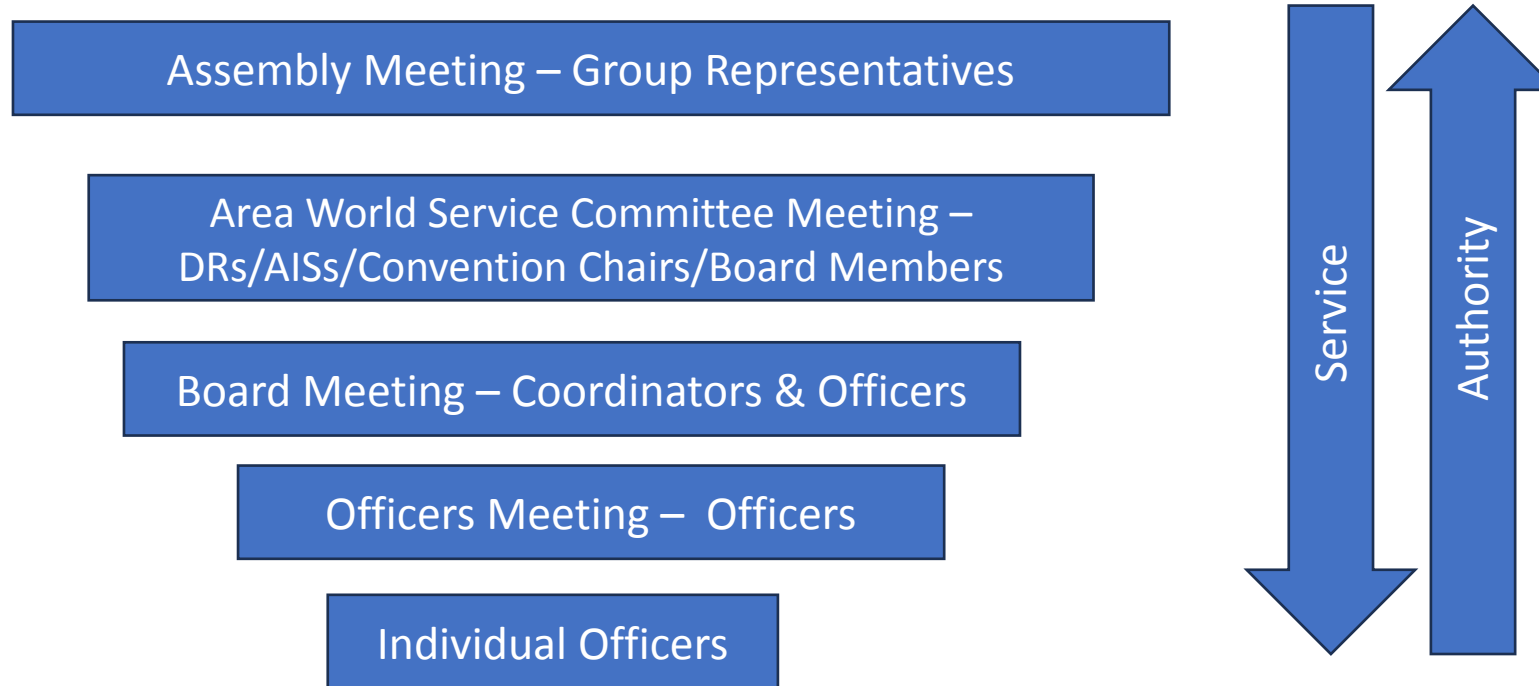 Assembly Meeting – Group Representatives
Area World Service Committee Meeting –
DRs/AISs/Convention Chairs/Board Members
Board Meeting – Coordinators & Officers
Officers Meeting –  Officers
Individual Officers
Service
Authority